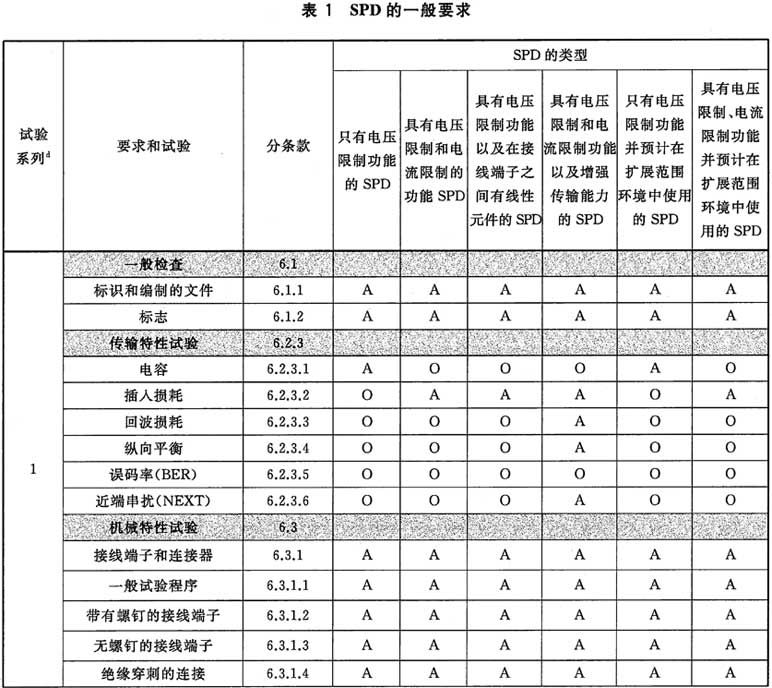 表 1 SPD 的一般要求
试验系列d 要求和试验 分条款 SPD 的类型
只有电压限制功能的 SPD 具有电压限制和电流限制的功能 SPD 具有电压限制功能以及在接线端子之间有线性元件的 SPD 具有电压限制和电流限制功能以及增强传输能力的 SPD 只有电压限制功能并预计在扩展范围环境中使用的 SPD 具有电压限制、电流限制功能并预计在扩展范围环境中使用的 SPD
1
一般检查 6.1
标识和编制的文件 6.1.1 A A A A A A
标志 6.1.2 A A A A A A
传输特性试验 6.2.3
电容 6.2.3.1 A O O O A O
插入损耗 6.2.3.2 O A A A O A
回波损耗 6.2.3.3 O O O A O O
纵向平衡 6.2.3.4 O O O A O O
误码率(BER) 6.2.3.5 O O O O O O
近端串扰(NEXT) 6.2.3.6 O O O A O O
机械特性试验 6.3
接线端子和连接器 6.3.1 A A A A A A
一般试验程序 6.3.1.1 A A A A A A
带有螺钉的接线端子 6.3.1.2 A A A A A A
无螺钉的接线端子 6.3.1.3 A A A A A A
绝缘穿刺的连接 6.3.1.4 A A A A A A